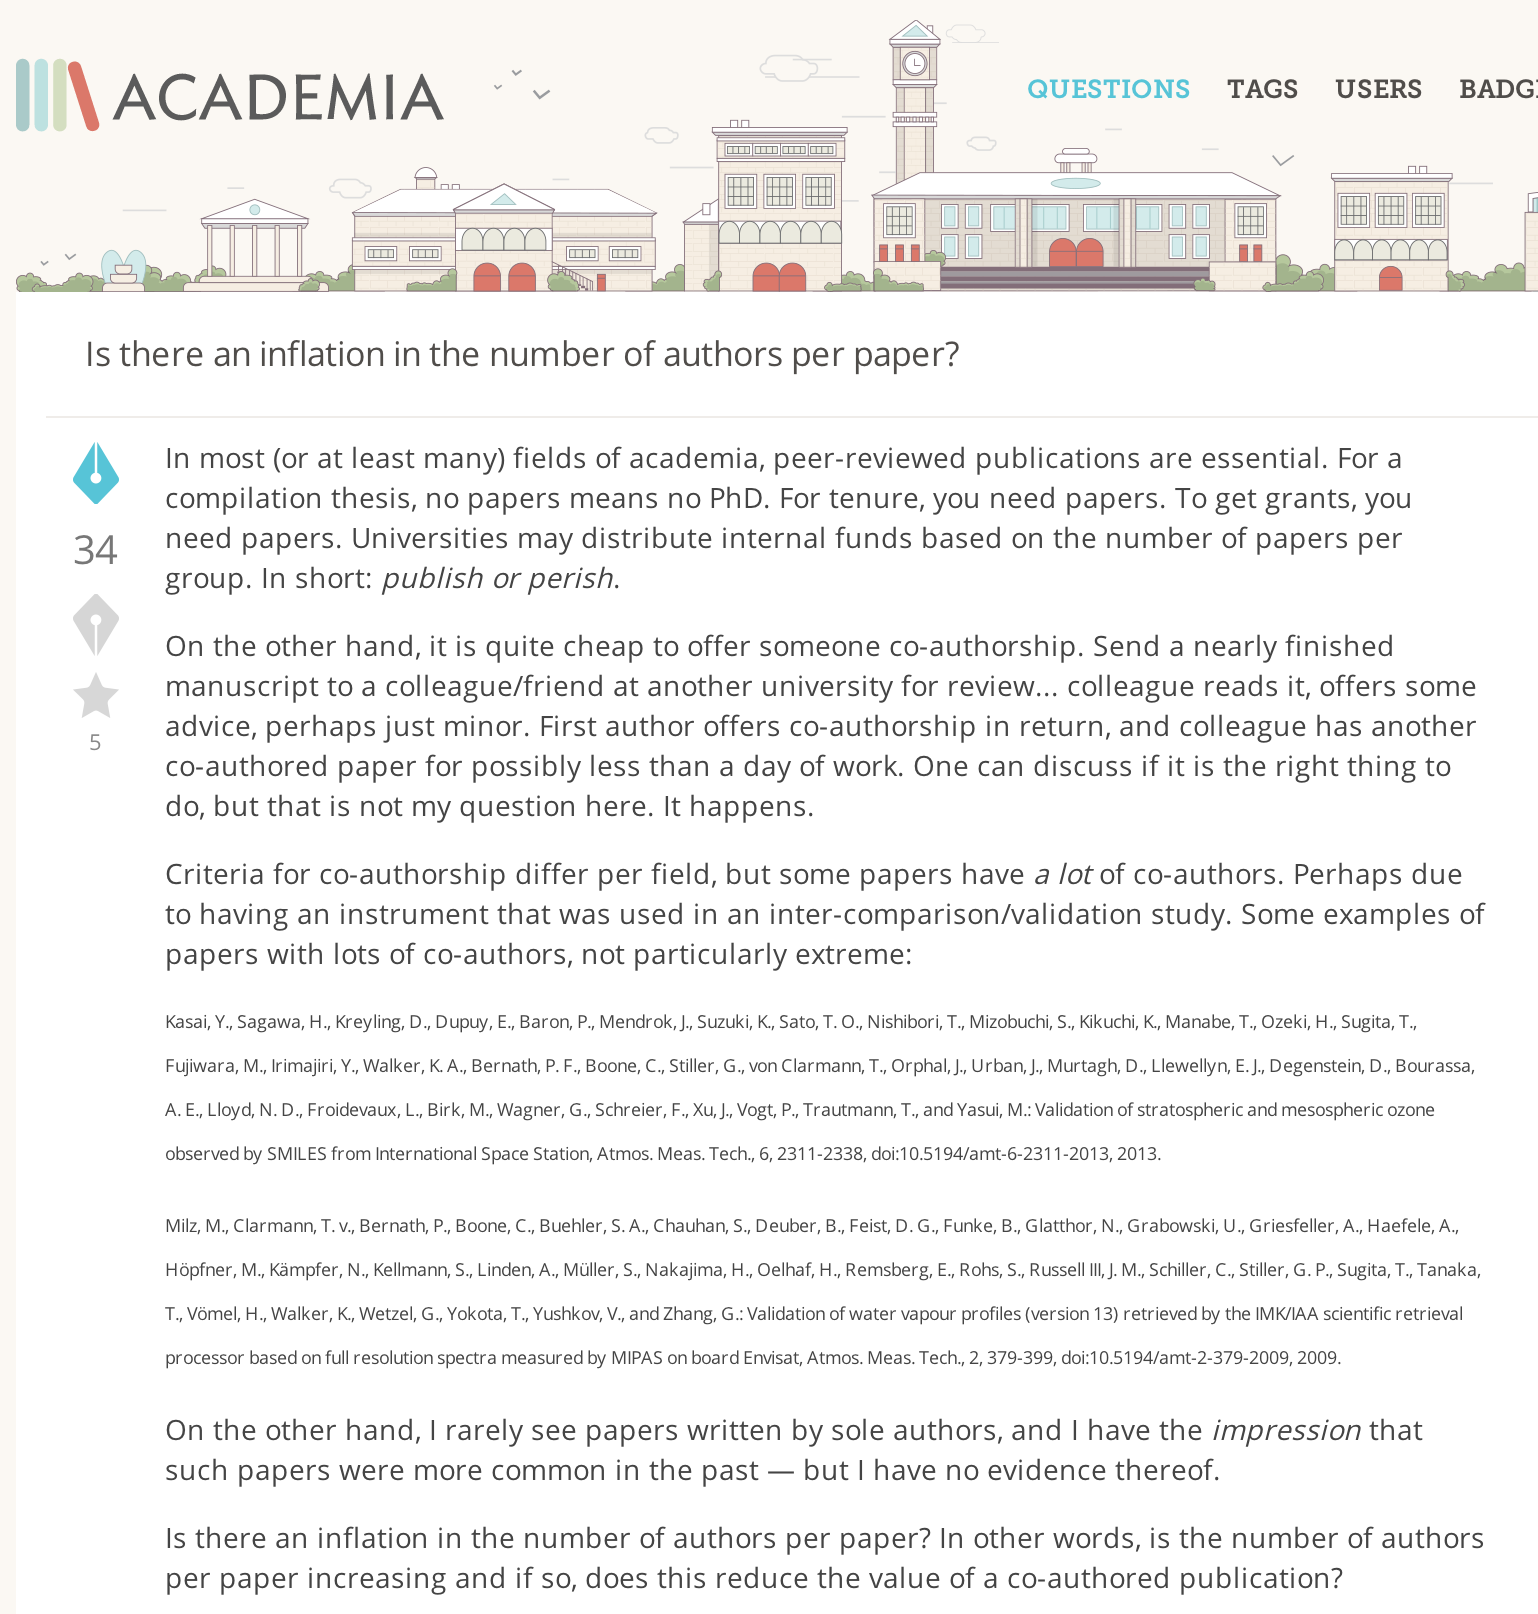 ACADEMIA
QUESTIONS TAGS USERS BADG
Is there an inflation in the number of authors per paper?
In most (or at least many) fields of academia, peer-reviewed publications are essential. For a
compilation thesis, no papers means no PhD. For tenure, you need papers. To get grants, you
need papers. Universities may distribute internal funds based on the number of papers per
group. In short: publish or perish.
34
On the other hand, it is quite cheap to offer someone co-authorship. Send a nearly finished
manuscript to a colleague/friend at another university for review... colleague reads it, offers some
advice, perhaps just minor. First author offers co-authorship in return, and colleague has another
co-authored paper for possibly less than a day of work. One can discuss if it is the right thing to
do, but that is not my question here. It happens.
5
Criteria for co-authorship differ per field, but some papers have a lot of co-authors. Perhaps due
to having an instrument that was used in an inter-comparison/validation study. Some examples of
papers with lots of co-authors, not particularly extreme:
Kasai, Y., Sagawa, H., Kreyling, D., Dupuy, E., Baron, P., Mendrok, J., Suzuki, K., Sato, T. O., Nishibori, T., Mizobuchi, S., Kikuchi, K., Manabe, T., Ozeki, H., Sugita, T.,
Fujiwara, M., Irimajiri, Y., Walker, K. A., Bernath, P. F., Boone, C., Stiller, G., von Clarmann, T., Orphal, J., Urban, J., Murtagh, D., Llewellyn, E. J., Degenstein, D., Bourassa,
A. E., Lloyd, N. D., Froidevaux, L., Birk, M., Wagner, G., Schreier, F., Xu, J., Vogt, P., Trautmann, T., and Yasui, M.: Validation of stratospheric and mesospheric ozone
observed by SMILES from International Space Station, Atmos. Meas. Tech., 6, 2311-2338, doi:10.5194/amt-6-2311-2013, 2013.
Milz, M., Clarmann, T. v., Bernath, P., Boone, C., Buehler, S. A., Chauhan, S., Deuber, B., Feist, D. G., Funke, B., Glatthor, N., Grabowski, U., Griesfeller, A., Haefele, A.,
Höpfner, M., Kämpfer, N., Kellmann, S., Linden, A., Müller, S., Nakajima, H., Oelhaf, H., Remsberg, E., Rohs, S., Russell III, J. M., Schiller, C., Stiller, G. P., Sugita, T., Tanaka,
T., Vömel, H., Walker, K., Wetzel, G., Yokota, T., Yushkov, V., and Zhang, G.: Validation of water vapour profiles (version 13) retrieved by the IMK/IAA scientific retrieval
processor based on full resolution spectra measured by MIPAS on board Envisat, Atmos. Meas. Tech., 2, 379-399, doi:10.5194/amt-2-379-2009, 2009.
On the other hand, I rarely see papers written by sole authors, and I have the impression that
such papers were more common in the past — but I have no evidence thereof.
Is there an inflation in the number of authors per paper? In other words, is the number of authors
per paper increasing and if so, does this reduce the value of a co-authored publication?